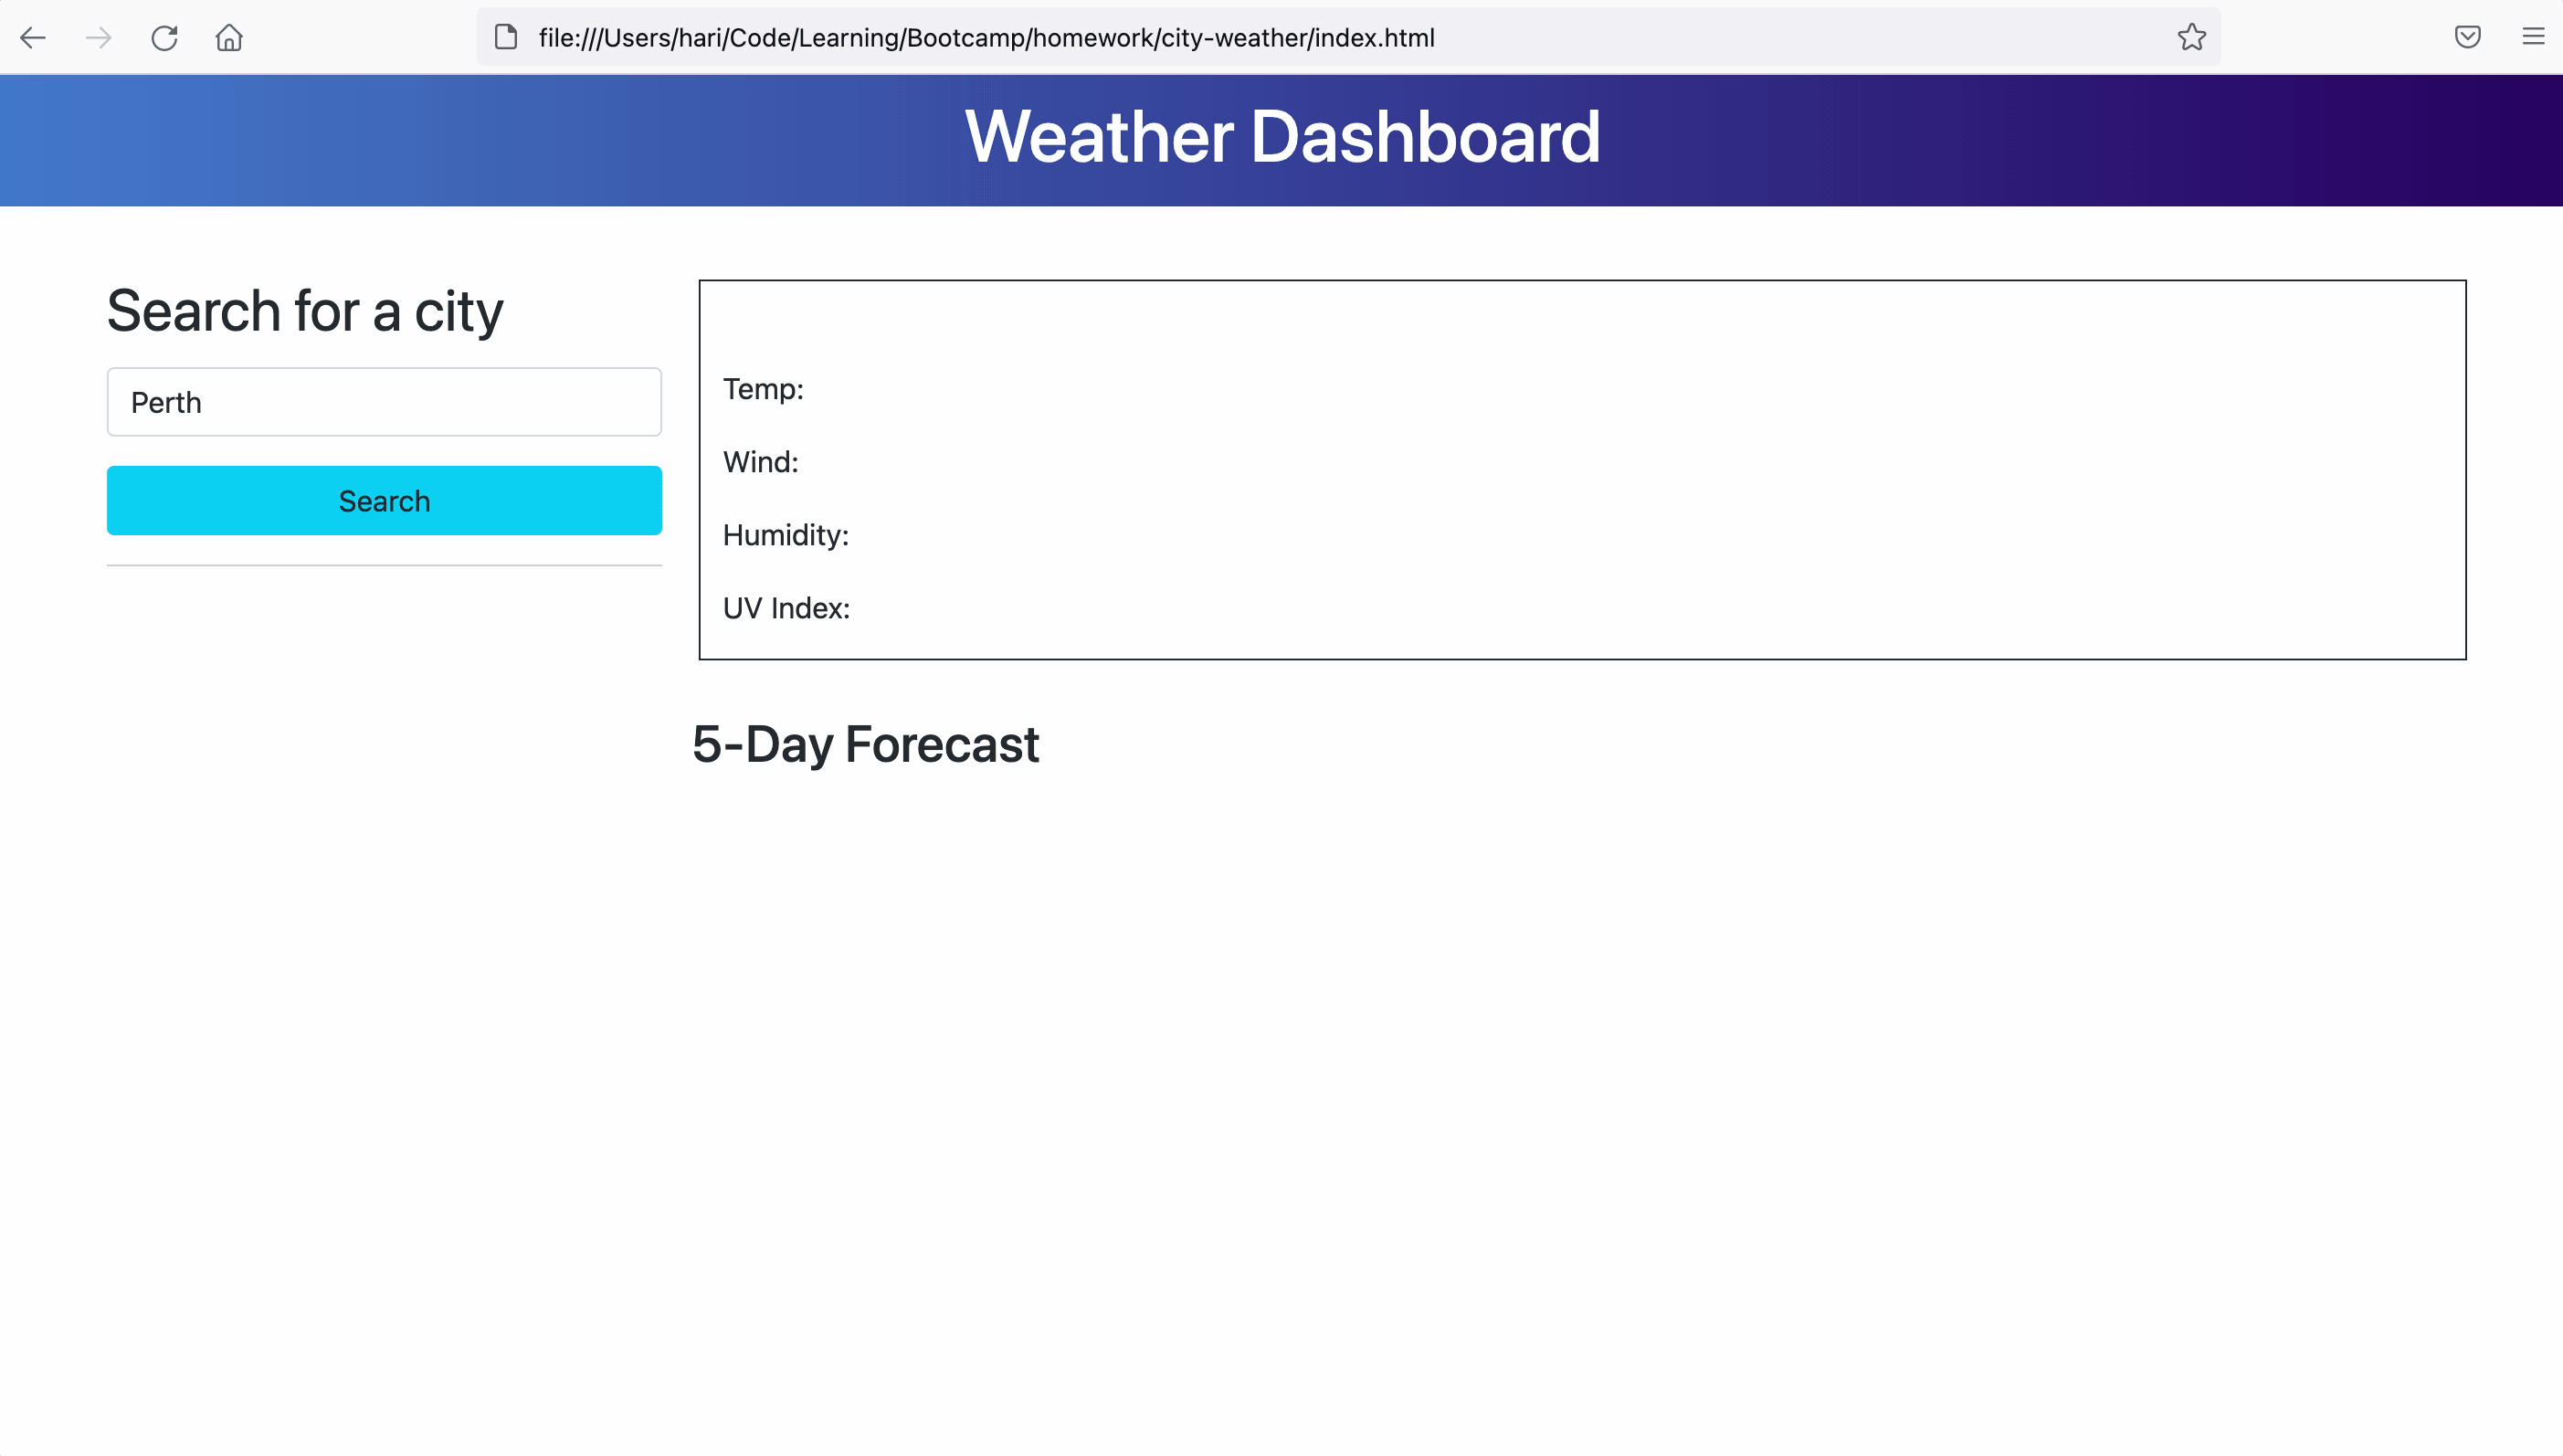 file:///Users/hari/Code/Learning/Bootcamp/homework/city-weather/index.html
Weather Dashboard
Search for a city
Perth
Search
Temp:
Wind:
Humidity:
UV Index:
5-Day Forecast